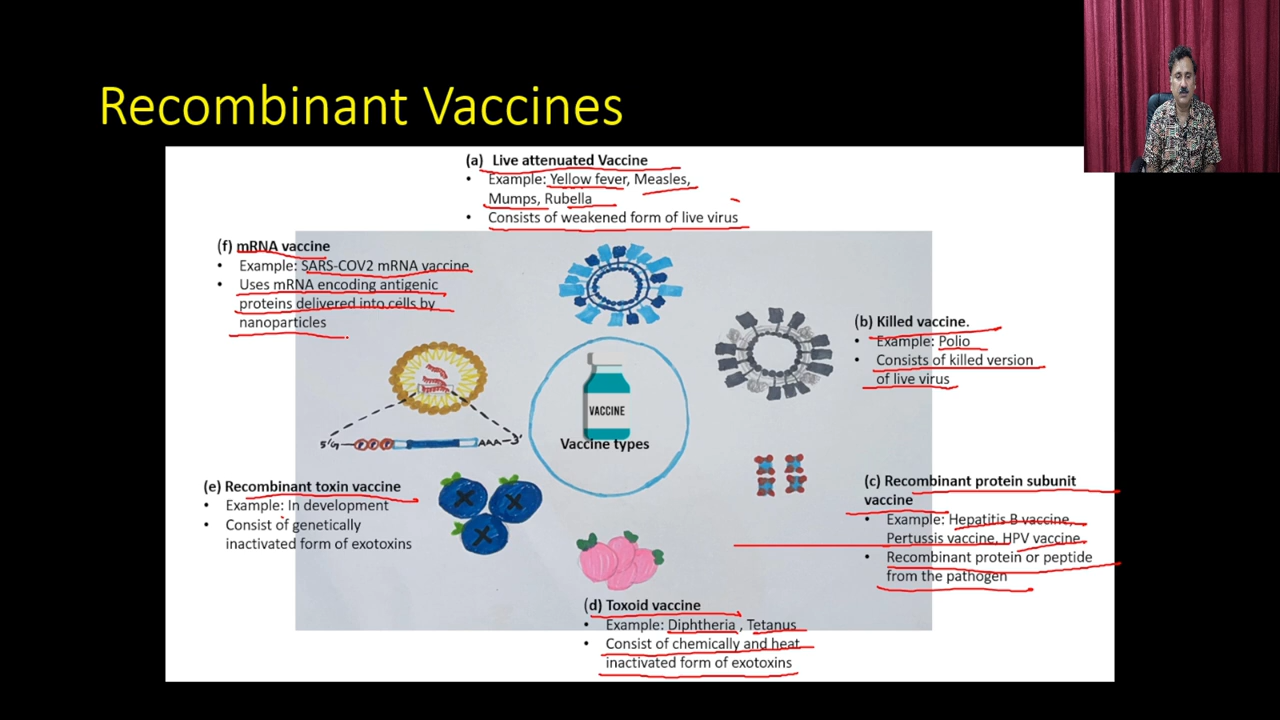 Recombinant Vaccines
(a) Live attenuated Vaccine
• Example: Yellow fever, Measles,
Mumps, Rubella
• Consists of weakened form of live virus
(f) mRNA vaccine
• Example: SARS-COV2 mRNA vaccine
• Uses mRNA encoding antigenic
proteins delivered into cells by
nanoparticles
(b) Killed vaccine.
• Example: Polio
• Consists of killed version
of live virus
VACCINE
Vaccine types
5' AAA-3'
(e) Recombinant toxin vaccine
• Example: In development
• Consist of genetically
inactivated form of exotoxins
(c) Recombinant protein subunit
vaccine
• Example: Hepatitis B vaccine,
Pertussis vaccine, HPV vaccine
• Recombinant protein or peptide
from the pathogen
(d) Toxoid vaccine
• Example: Diphtheria , Tetanus
• Consist of chemically and heat
inactivated form of exotoxins